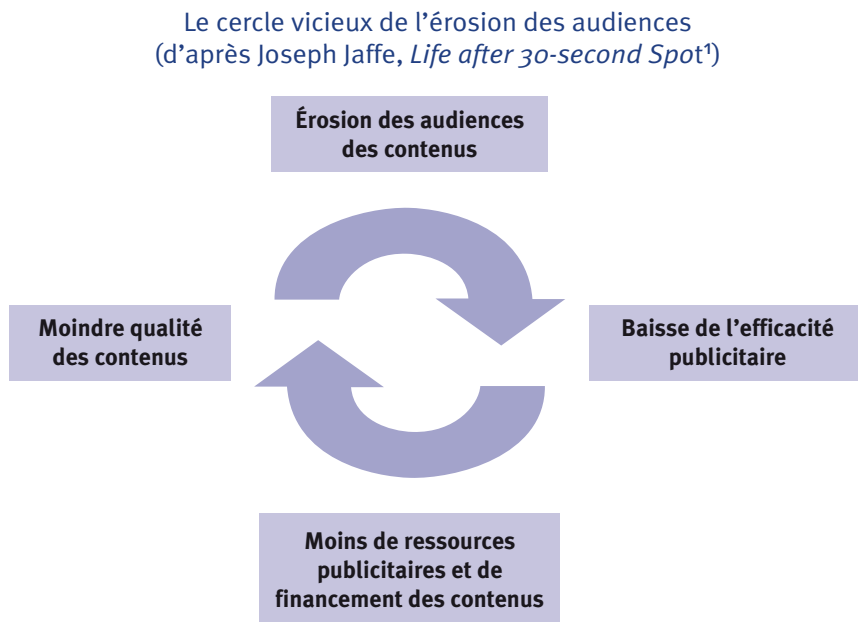 Le cercle vicieux de l’érosion des audiences
(d’après Joseph Jaffe, Life after 30-second Spot¹)
Érosion des audiences
des contenus
Moindre qualité
des contenus
Baisse de l’efficacité
publicitaire
Moins de ressources
publicitaires et de
financement des contenus